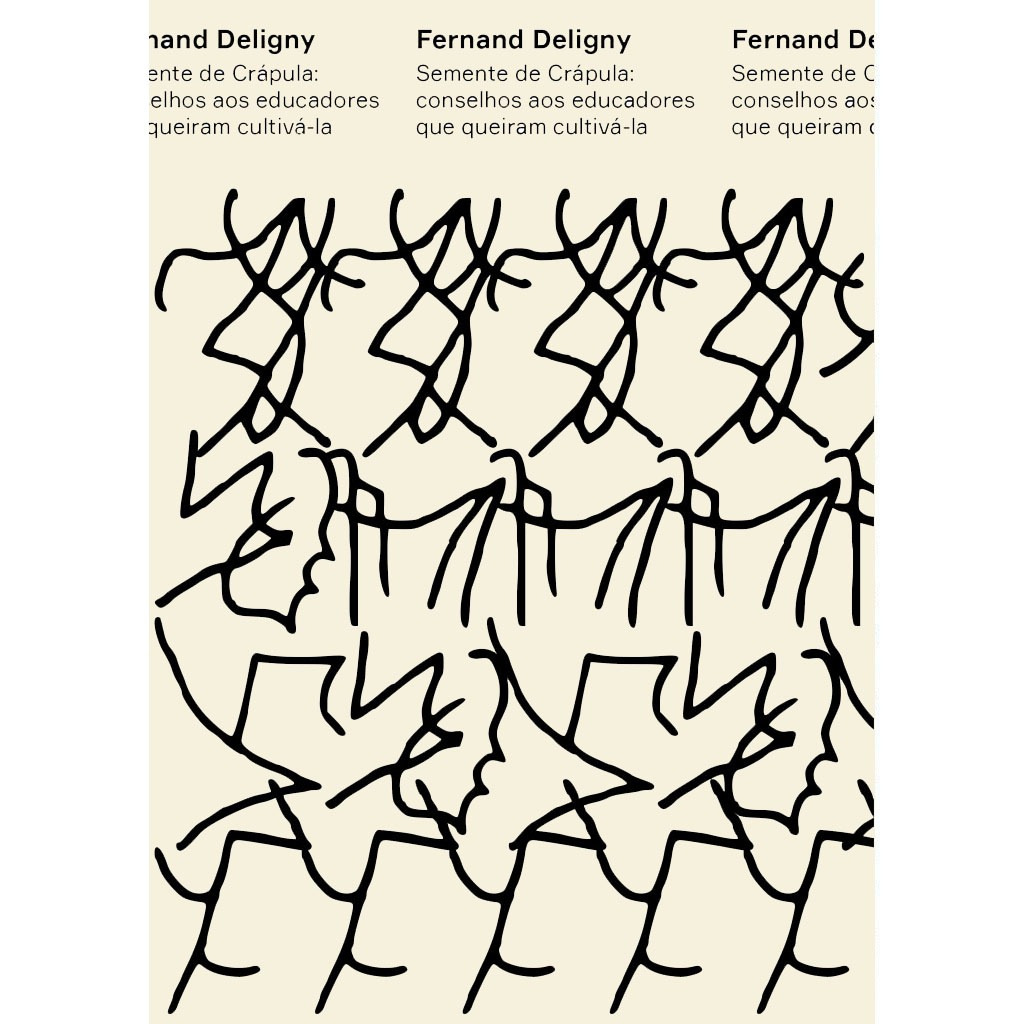 nand Deligny
ente de Crápula:
elhos aos educadores
queiram cultivá-la
Fernand Deligny
Semente de Crápula:
conselhos aos educadores
que queiram cultivá-la
Fernand De
Semente de C
conselhos aos
que queiram c